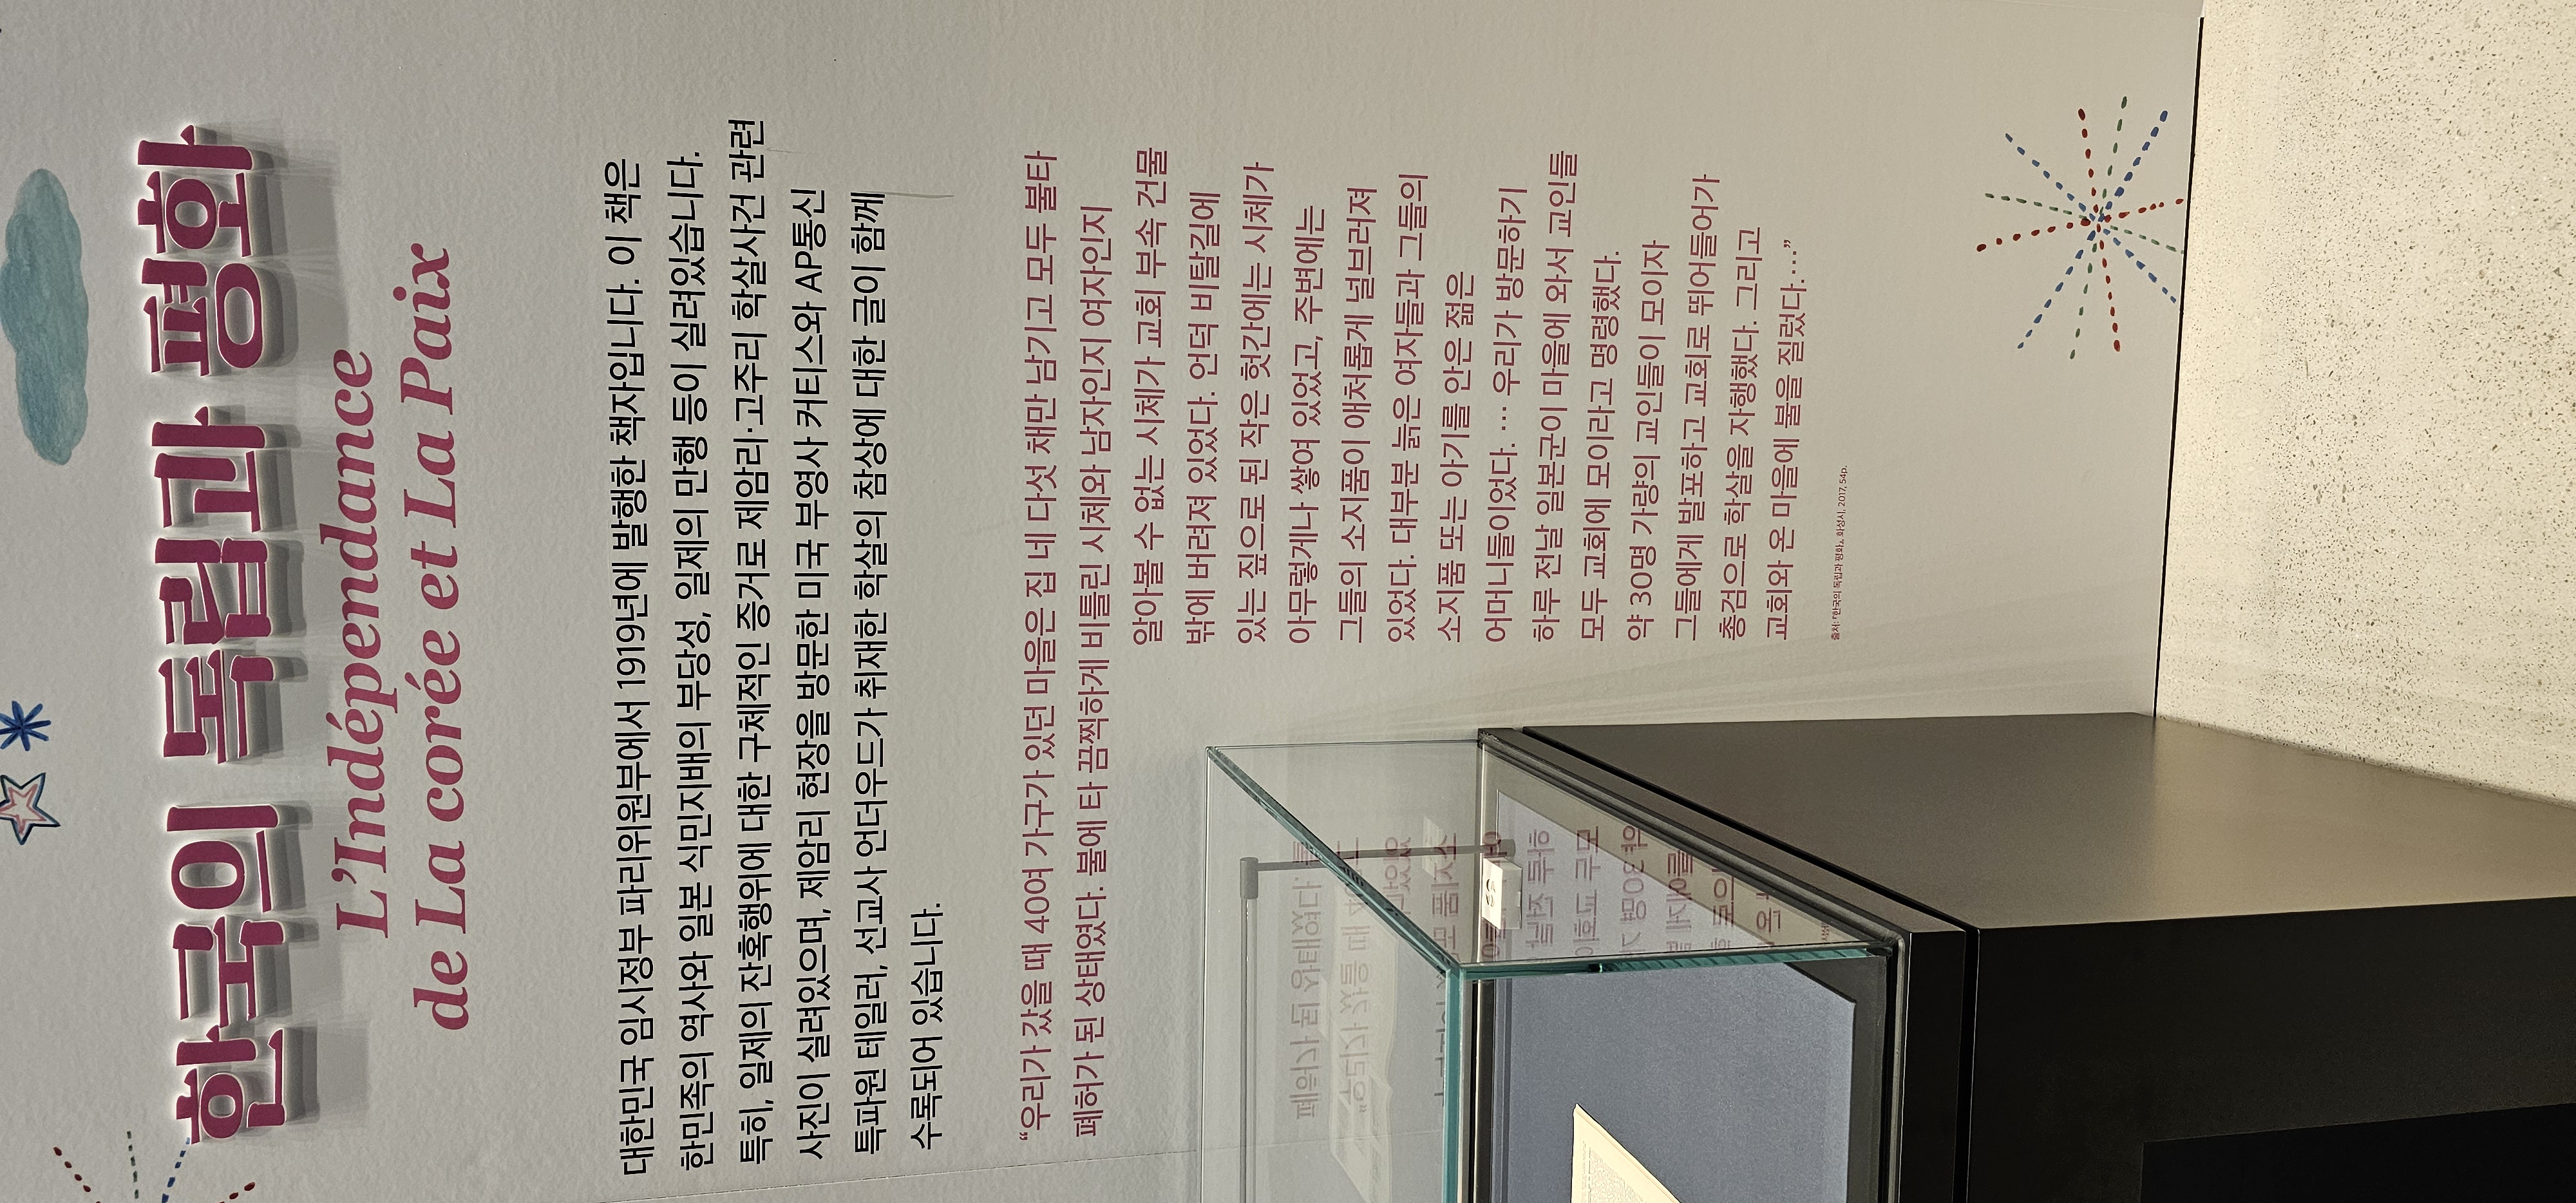 한국의 독립과 평화
L'Indépendance
de La corée et La Paix
대한민국 임시정부 파리위원부에서 1919년에 발행한 책자입니다. 이 책은
한민족의 역사와 일본 식민지배의 부당성, 일제의 만행 등이 실려있습니다.
특히, 일제의 잔혹행위에 대한 구체적인 증거로 제암리·고주리 학살사건 관련
사진이 실려있으며, 제암리 현장을 방문한 미국 부영사 커티스와 AP통신
특파원 테일러, 선교사 언더우드가 취재한 학살의 참상에 대한 글이 함께
수록되어 있습니다.
“우리가 갔을 때 40여 가구가 있던 마을은 집 네 다섯 채만 남기고 모두 불타
폐허가 된 상태였다. 불에 타 끔찍하게 비틀린 시체와 남자인지 여자인지
알아볼 수 없는 시체가 교회 부속 건물
밖에 버려져 있었다. 언덕 비탈길에
있는 짚으로 된 작은 헛간에는 시체가
아무렇게나 쌓여 있었고, 주변에는
그들의 소지품이 애처롭게 널브러져
있었다. 대부분 늙은 여자들과 그들의
소지품 또는 아기를 안은 젊은
어머니들이었다. … 우리가 방문하기
하루 전날 일본군이 마을에 와서 교인들
모두 교회에 모이라고 명령했다.
약 30명 가량의 교인들이 모이자
그들에게 발포하고 교회로 뛰어들어가
총검으로 학살을 자행했다. 그리고
교회와 온 마을에 불을 질렀다.…”
출처: 『한국의 독립과 평화』, 화성시, 2017, 54p.